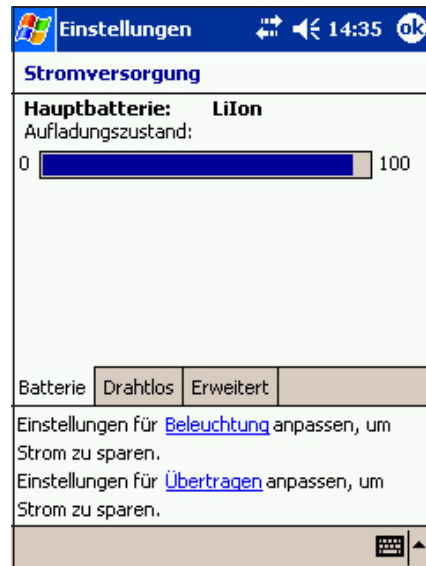 Einstellungen 14:35 ok
Stromversorgung
Hauptbatterie: LiIon
Aufladungszustand:
0 100
Batterie Drahtlos Erweitert
Einstellungen für Beleuchtung anpassen, um
Strom zu sparen.
Einstellungen für Übertragen anpassen, um
Strom zu sparen.